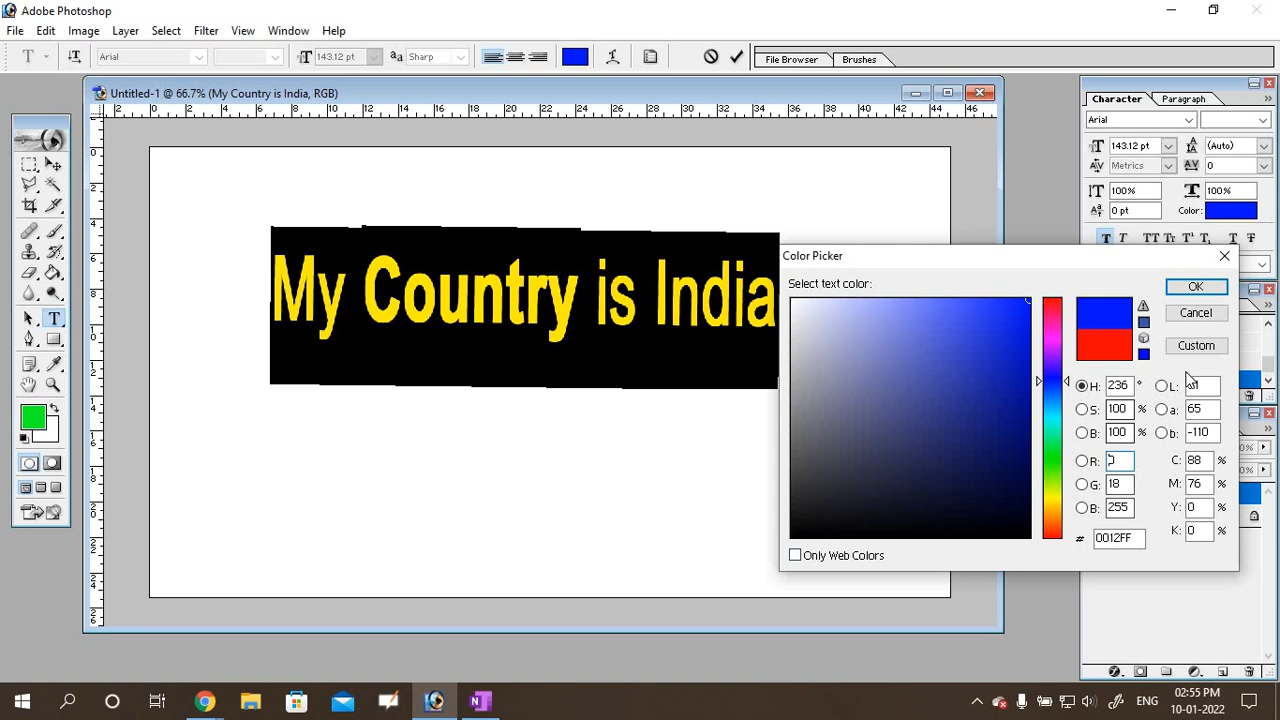 Adobe Photoshop
File Edit Image Layer Select Filter View Window Help
Arial 143.12 pt aa Sharp File Browser Brushes
Untitled-1 @ 66.7% (My Country is India, RGB)
Character Paragraph
Arial
143.12 pt (Auto)
Metrics 0
100% 100%
0 pt Color:
My Country is India
Color Picker
Select text color:
OK
Cancel
Custom
H: 236 ° L:
S: 100 % a: 65
B: 100 % b: -110
R: C: 88 %
G: 18 M: 76 %
B: 255 Y: 0 %
# 0012FF K: 0 %
Only Web Colors
ENG
02:55 PM
10-01-2022